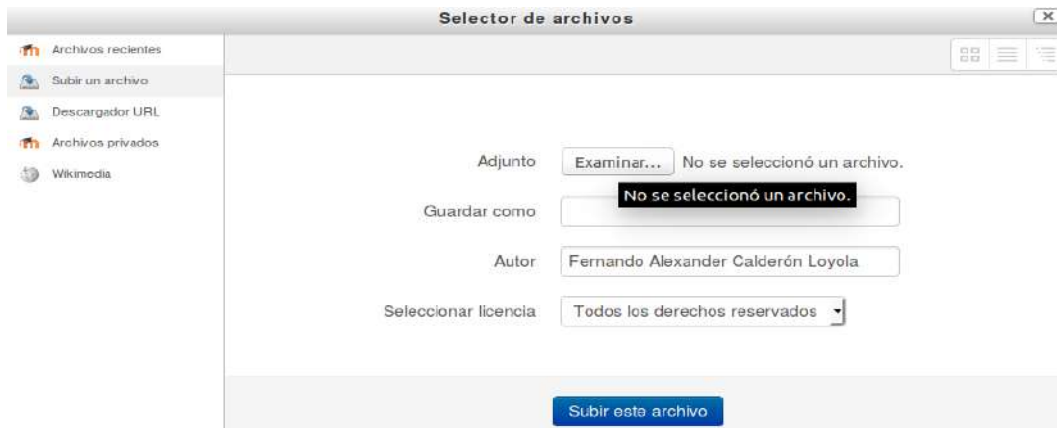 Selector de archivos
Archivos recientes
Subir un archivo
Descargador URL
Archivos privados
Wikimedia
Adjunto Examinar... No se seleccionó un archivo.
No se seleccionó un archivo.
Guardar como
Autor Fernando Alexander Calderón Loyola
Seleccionar licencia Todos los derechos reservados
Subir este archivo